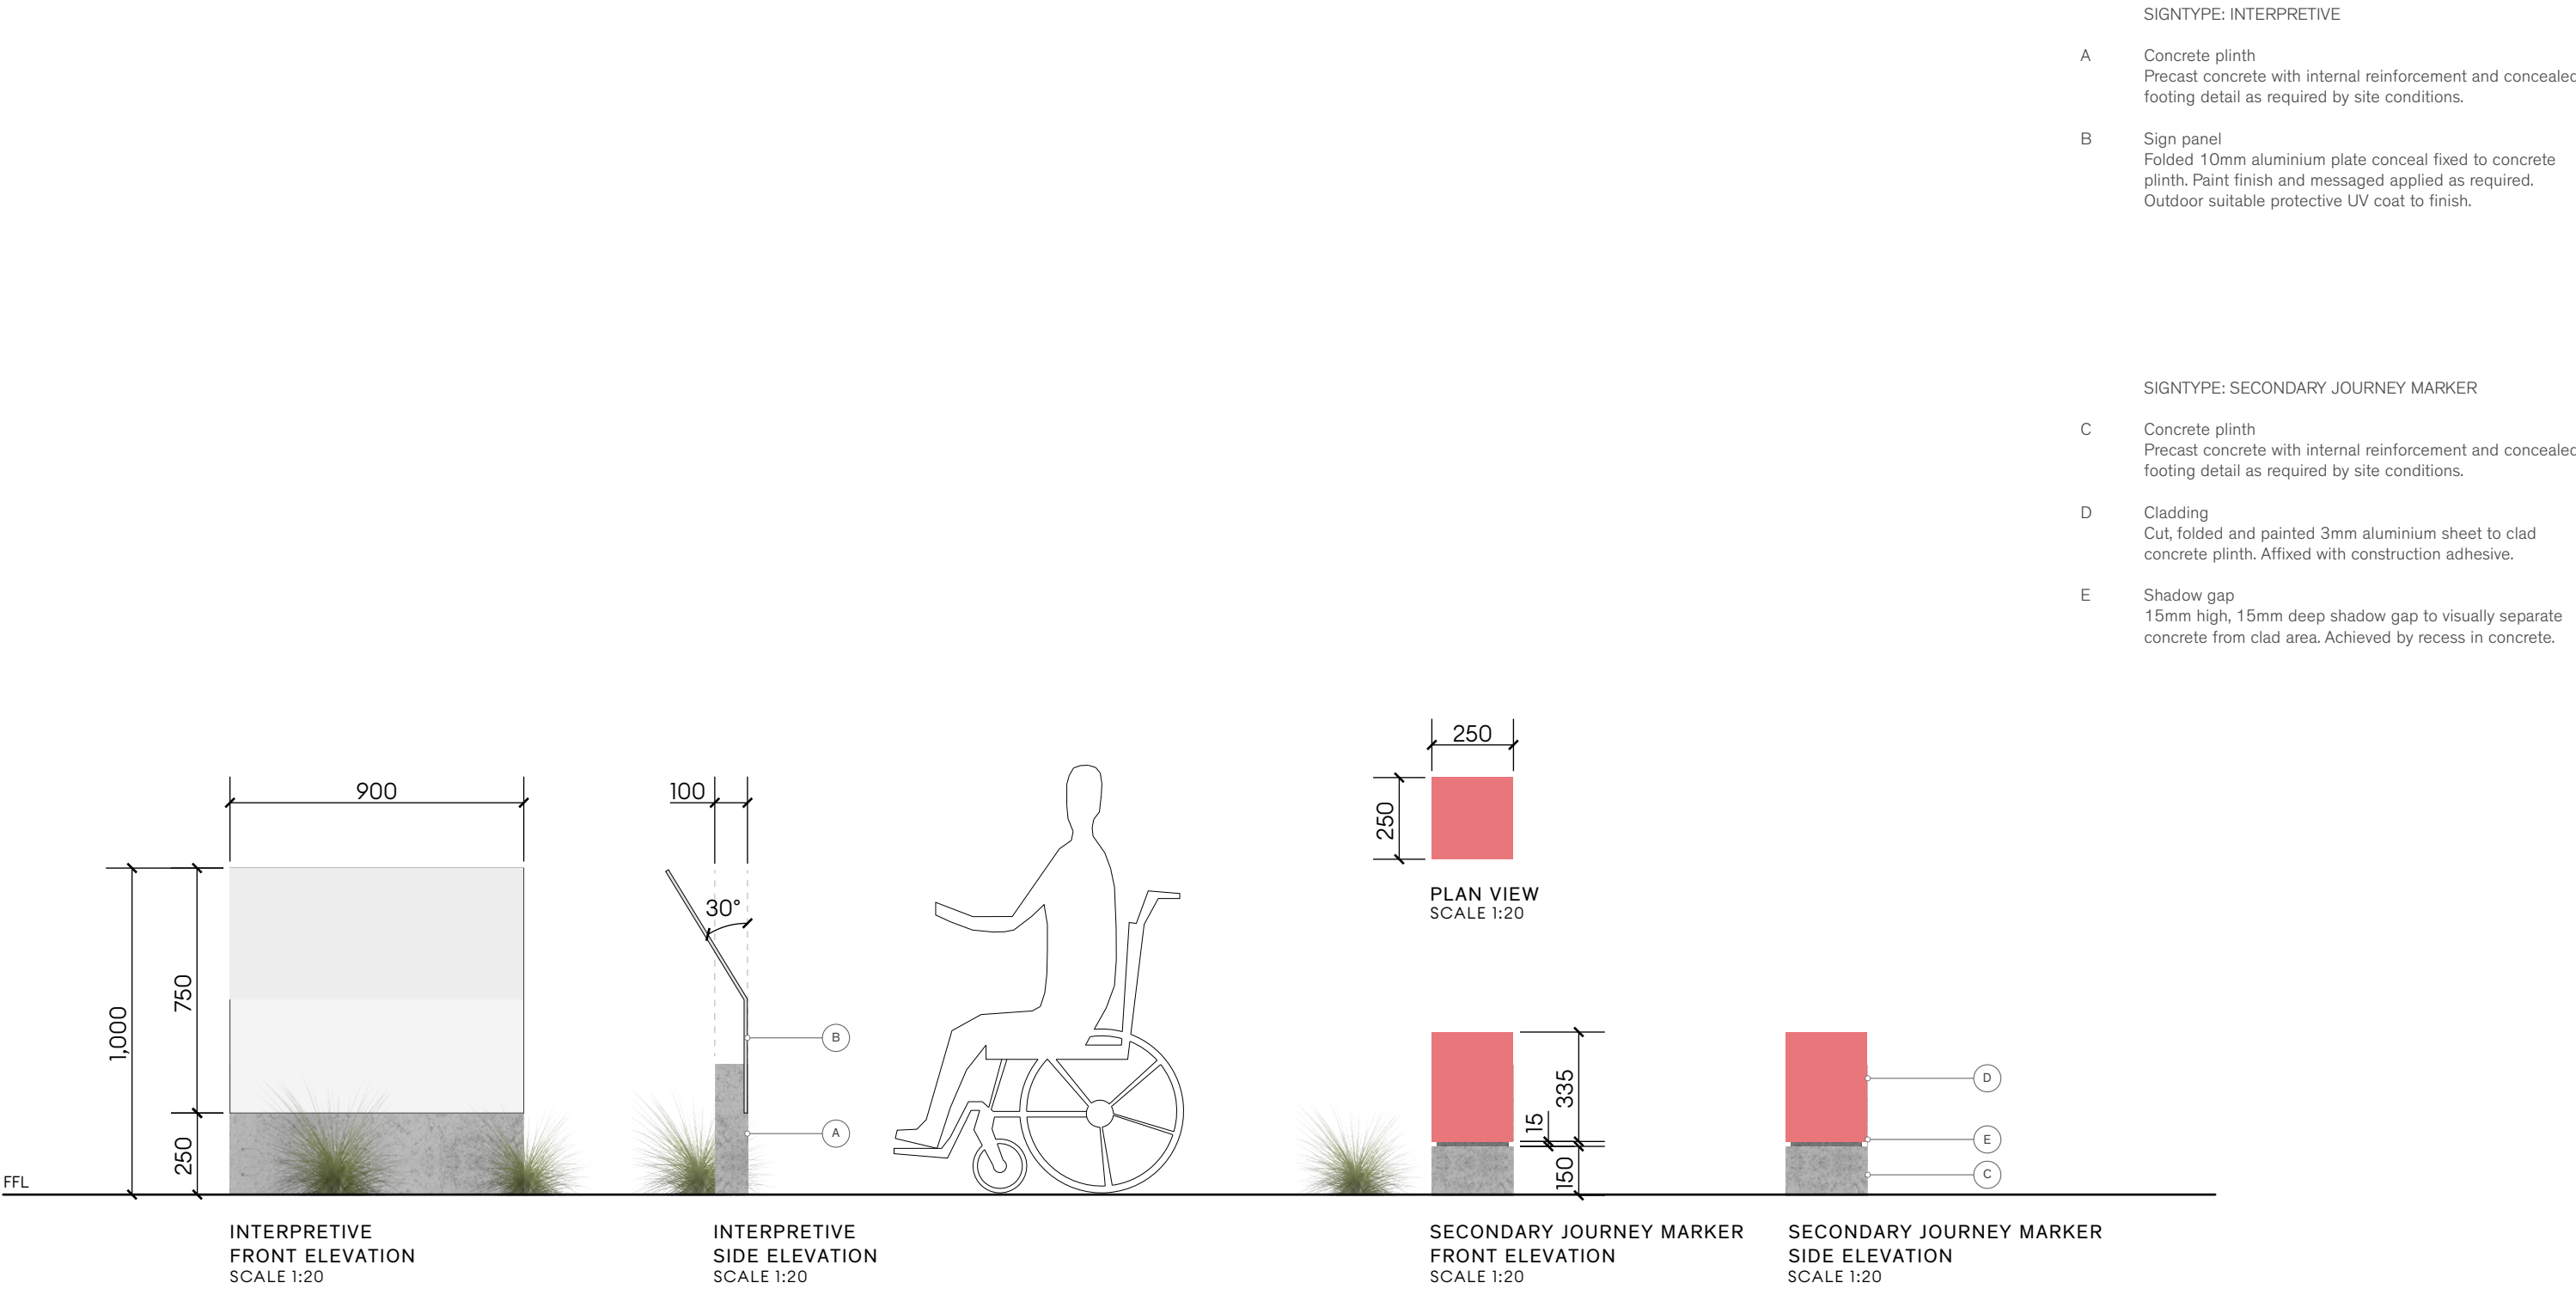 SIGNTYPE: INTERPRETIVE
A
Concrete plinth
Precast concrete with internal reinforcement and concealed
footing detail as required by site conditions.
B
Sign panel
Folded 10mm aluminium plate conceal fixed to concrete
plinth. Paint finish and messaged applied as required.
Outdoor suitable protective UV coat to finish.
SIGNTYPE: SECONDARY JOURNEY MARKER
C
Concrete plinth
Precast concrete with internal reinforcement and concealed
footing detail as required by site conditions.
D
Cladding
Cut, folded and painted 3mm aluminium sheet to clad
concrete plinth. Affixed with construction adhesive.
E
Shadow gap
15mm high, 15mm deep shadow gap to visually separate
concrete from clad area. Achieved by recess in concrete.
900
1,000
750
250
FFL
INTERPRETIVE
FRONT ELEVATION
SCALE 1:20
100
30°
B
A
INTERPRETIVE
SIDE ELEVATION
SCALE 1:20
250
250
PLAN VIEW
SCALE 1:20
335
15
150
SECONDARY JOURNEY MARKER
FRONT ELEVATION
SCALE 1:20
D
E
C
SECONDARY JOURNEY MARKER
SIDE ELEVATION
SCALE 1:20